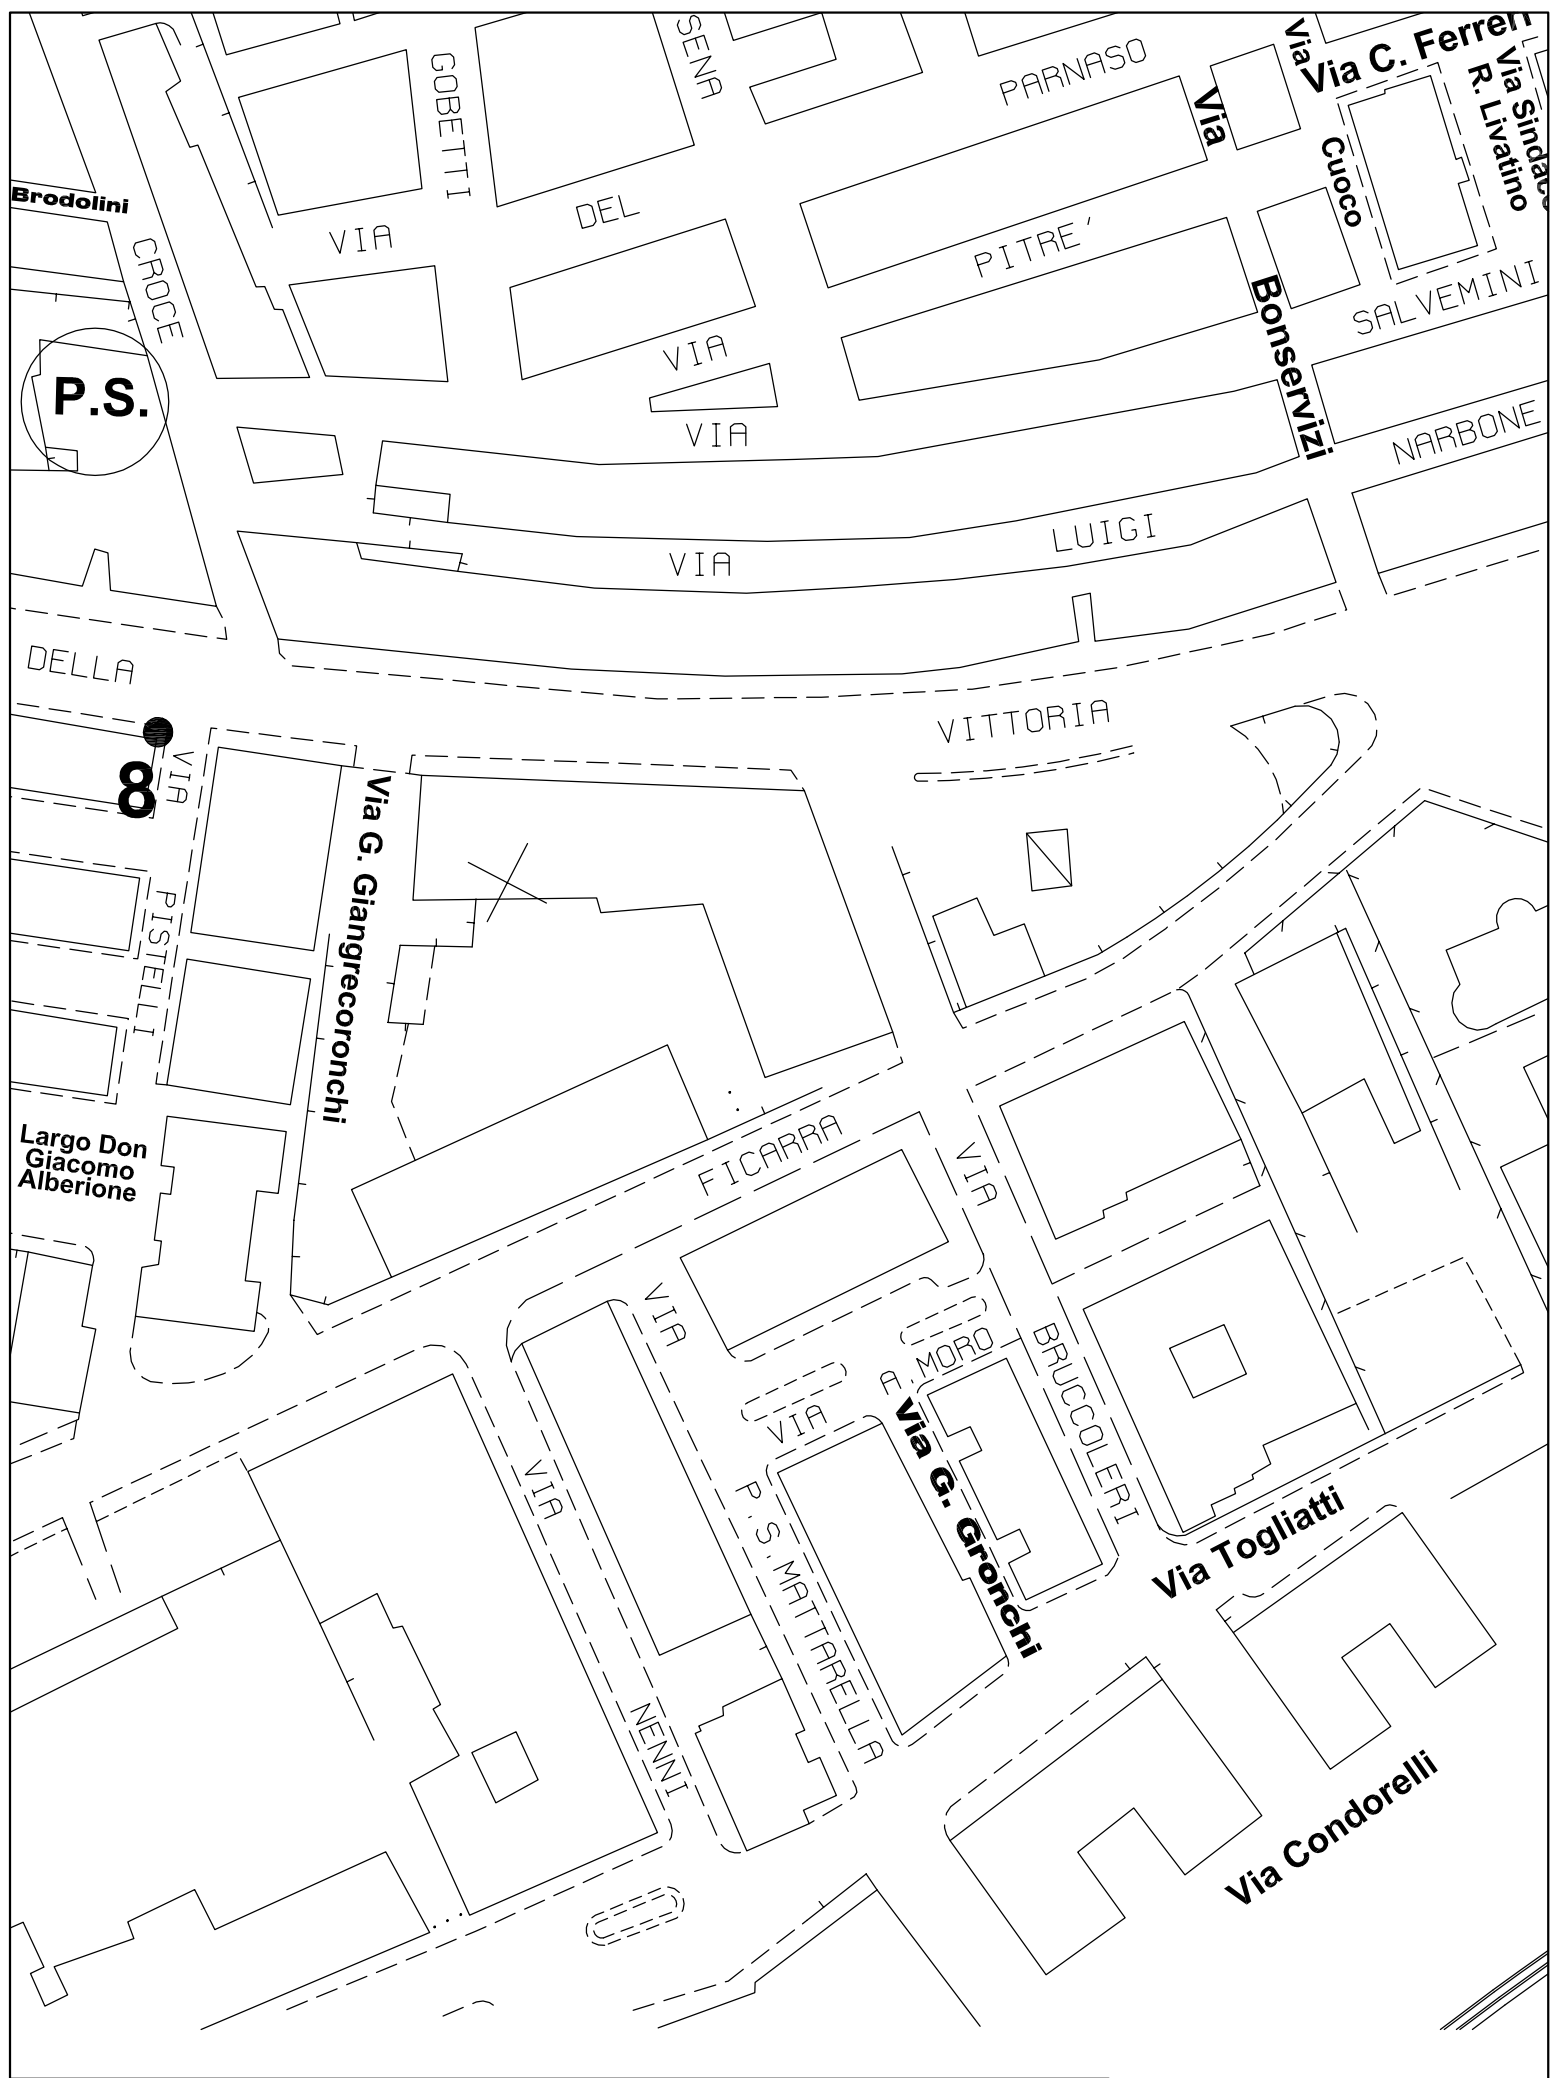 SENA
GOBETTI
PARNASO
Via
Via C. Ferreri
Via Sindaco
R. Livatino
Via
Cuoco
Brodolini
CROCE
VIA
DEL
PITRE'
SALVEMINI
Bonservizi
P.S.
VIA
VIA
NARBONE
VIA
LUIGI
DELLA
VITTORIA
8
VIA
PISTELLI
Via G. Giangrecoronchi
Largo Don
Giacomo
Alberione
FICARRA
VIA
BRUCCOLERI
VIA
P.S.MATTARELLA
VIA
A.MORO
Via G. Gronchi
VIA
NENNI
Via Togliatti
Via Condorelli